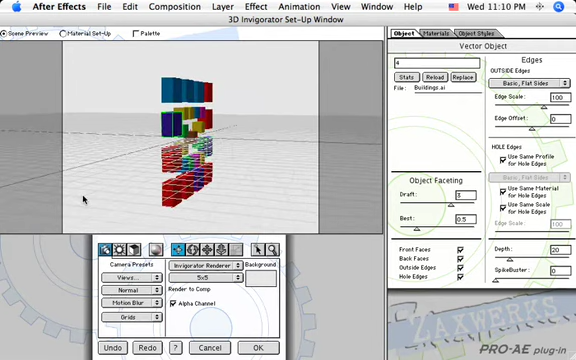 After Effects File Edit Composition Layer Effect Animation View Window Help Wed 11:10 PM
3D Invigorator Set-Up Window
Scene Preview Material Set-Up Palette
Object Materials Object Styles
Vector Object
4
Stats Reload Replace
File: Buildings.ai
Edges
OUTSIDE Edges
Basic, Flat Sides
Edge Scale: 100
Edge Offset: 0
HOLE Edges
Use Same Profile for Hole Edges
Basic, Flat Sides
Use Same Material for Hole Edges
Use Same Scale for Hole Edges
Edge Scale: 100
Depth: 20
SpikeBuster: 0
Object Faceting
Draft: 3
Best: 0.5
Front Faces
Back Faces
Outside Edges
Hole Edges
Camera Presets
Views...
Normal
Motion Blur
Grids
Invigorator Renderer
5x5
Render to Comp
Alpha Channel
Background
Undo Redo ? Cancel OK
ZAXWERKS
PRO-AE plug-in